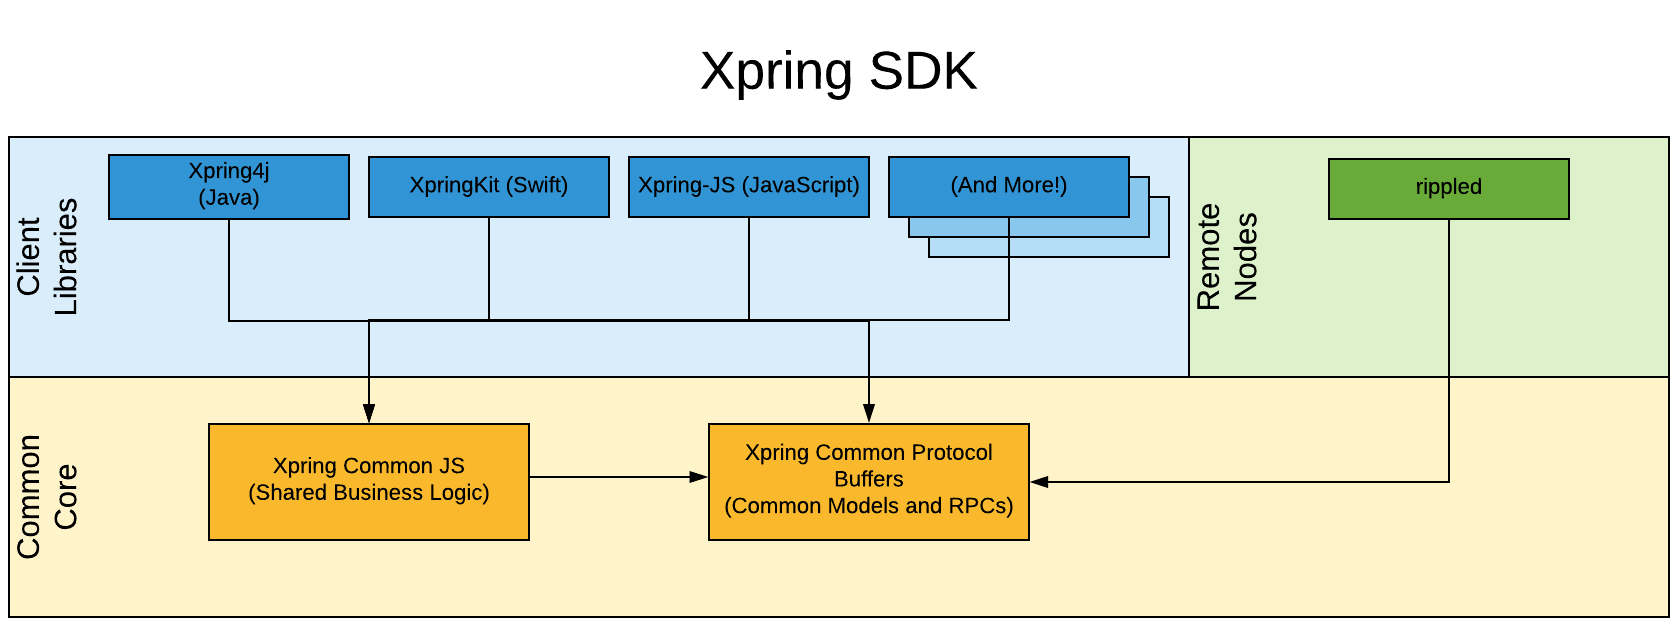 Xpring SDK
Client
Libraries
Xpring4j
(Java)
XpringKit (Swift)
Xpring-JS (JavaScript)
(And More!)
Remote
Nodes
rippled
Common
Core
Xpring Common JS
(Shared Business Logic)
Xpring Common Protocol
Buffers
(Common Models and RPCs)